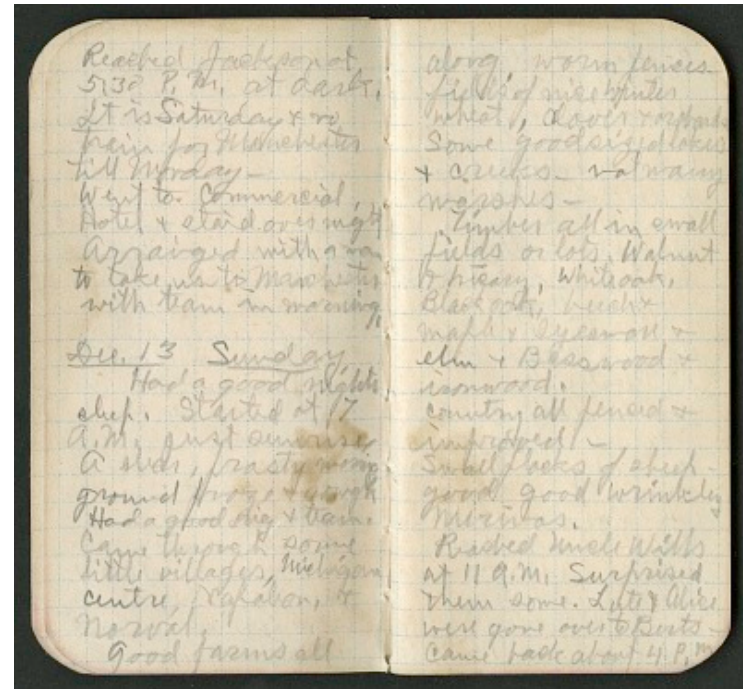 Reached Jackson at
5:30 P.M. at dark.
It is Saturday & no
train for Manchester
till Monday –
Went to Commercial
Hotel & staid over night
Arranged with a man
to take us to Manchester
with team in morning.
Dec. 13 Sunday
Had a good nights
sleep. Started at 7
A.M. just sunrise
A clear, frosty morning
ground froze & rough
Had a good rig & team.
Came through some
little villages, Michigan
centre, Napoleon, &
Norval.
Good farms all
along, worm fences
fields of nice winter
wheat, clover & orchards
Some good sized lakes
& creeks – not many
marshes –
Timber all in small
fields or lots. Walnut
& hickory, White oak,
Black oak, beech &
maple & sycamore &
elm & Basswood &
ironwood.
country all fenced &
improved –
Small flocks of sheep –
good, good wrinkley
Merinos.
Reached Uncle Wills
at 11 A.M. Surprised
them some. Lute & Alice
were gone over to Berts –
Came back about 4 P.M.